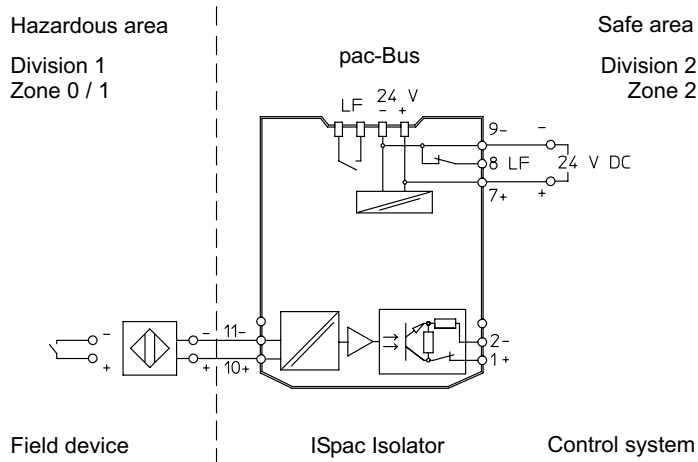 Hazardous area
Safe area
Division 1
Zone 0 / 1
pac-Bus
Division 2
Zone 2
LF 24 V
- +
9- -
8 LF 24 V DC
7+ +
- - 11-
+ + 10+
2-
1+
Field device
ISpac Isolator
Control system